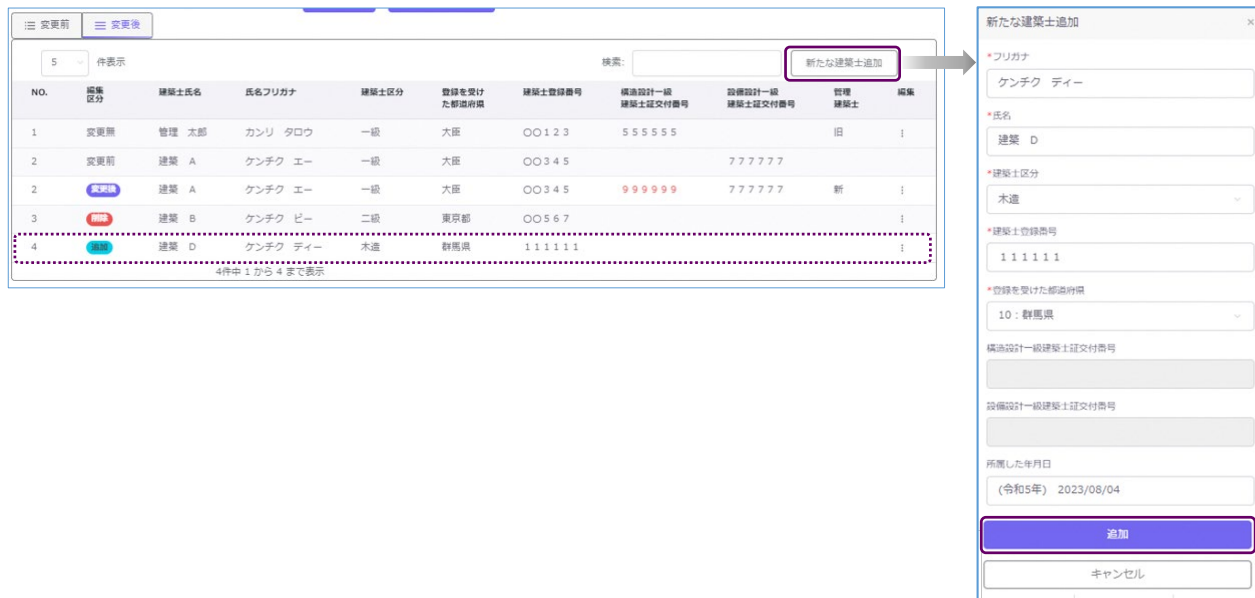 変更前 変更後
5 件表示 検索: 新たな建築士追加
NO. 編集区分 建築士氏名 氏名フリガナ 建築士区分 登録を受けた都道府県 建築士登録番号 構造設計一級建築士証交付番号 設備設計一級建築士証交付番号 管理建築士 編集
1 変更無 管理 太郎 カンリ タロウ 一級 大臣 ００１２３ ５５５５５５ 旧
2 変更前 建築 A ケンチク エー 一級 大臣 ００３４５ ７７７７７７
2 変更後 建築 A ケンチク エー 一級 大臣 ００３４５ ９９９９９９ ７７７７７７ 新
3 削除 建築 B ケンチク ビー 二級 東京都 ００５６７
4 追加 建築 D ケンチク ディー 木造 群馬県 １１１１１１
4件中 1 から 4 まで表示
新たな建築士追加 ×
*フリガナ
ケンチク ディー
*氏名
建築 D
*建築士区分
木造
*建築士登録番号
１１１１１１
*登録を受けた都道府県
10：群馬県
構造設計一級建築士証交付番号
設備設計一級建築士証交付番号
所属した年月日
(令和5年) 2023/08/04
追加
キャンセル